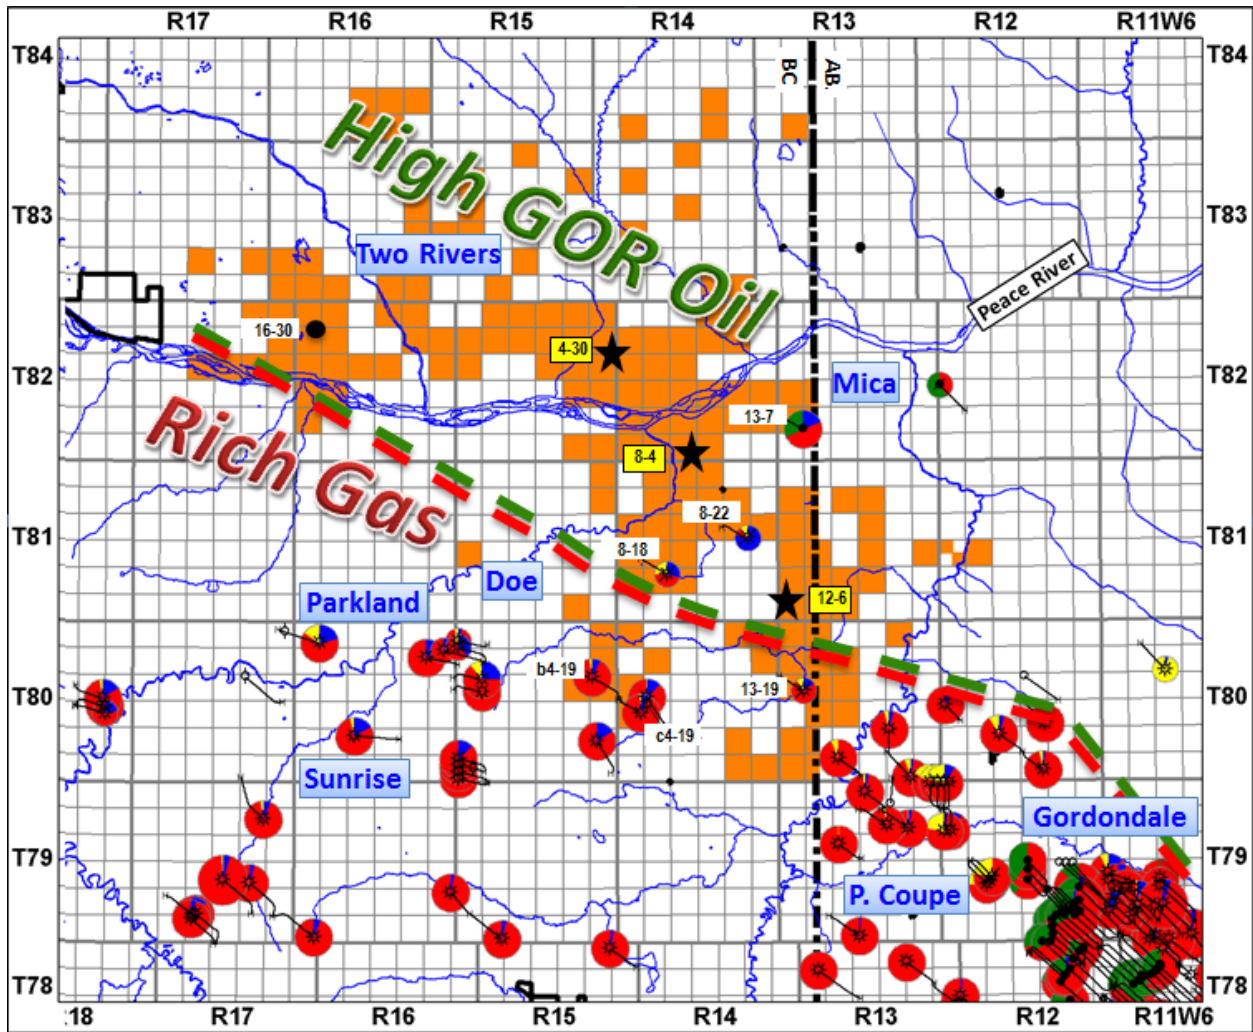 R17 R16 R15 R14 R13 R12 R11W6
T84 T84
BC AB.
High GOR Oil
T83 T83
Two Rivers
Peace River
16-30
4-30
T82 T82
Mica
13-7
Rich Gas
8-4
8-22
T81 T81
8-18
Doe
12-6
Parkland
b4-19
13-19
T80 T80
c4-19
Sunrise
Gordondale
T79 T79
P. Coupe
T78 T78
.18 R17 R16 R15 R14 R13 R12 R11W6